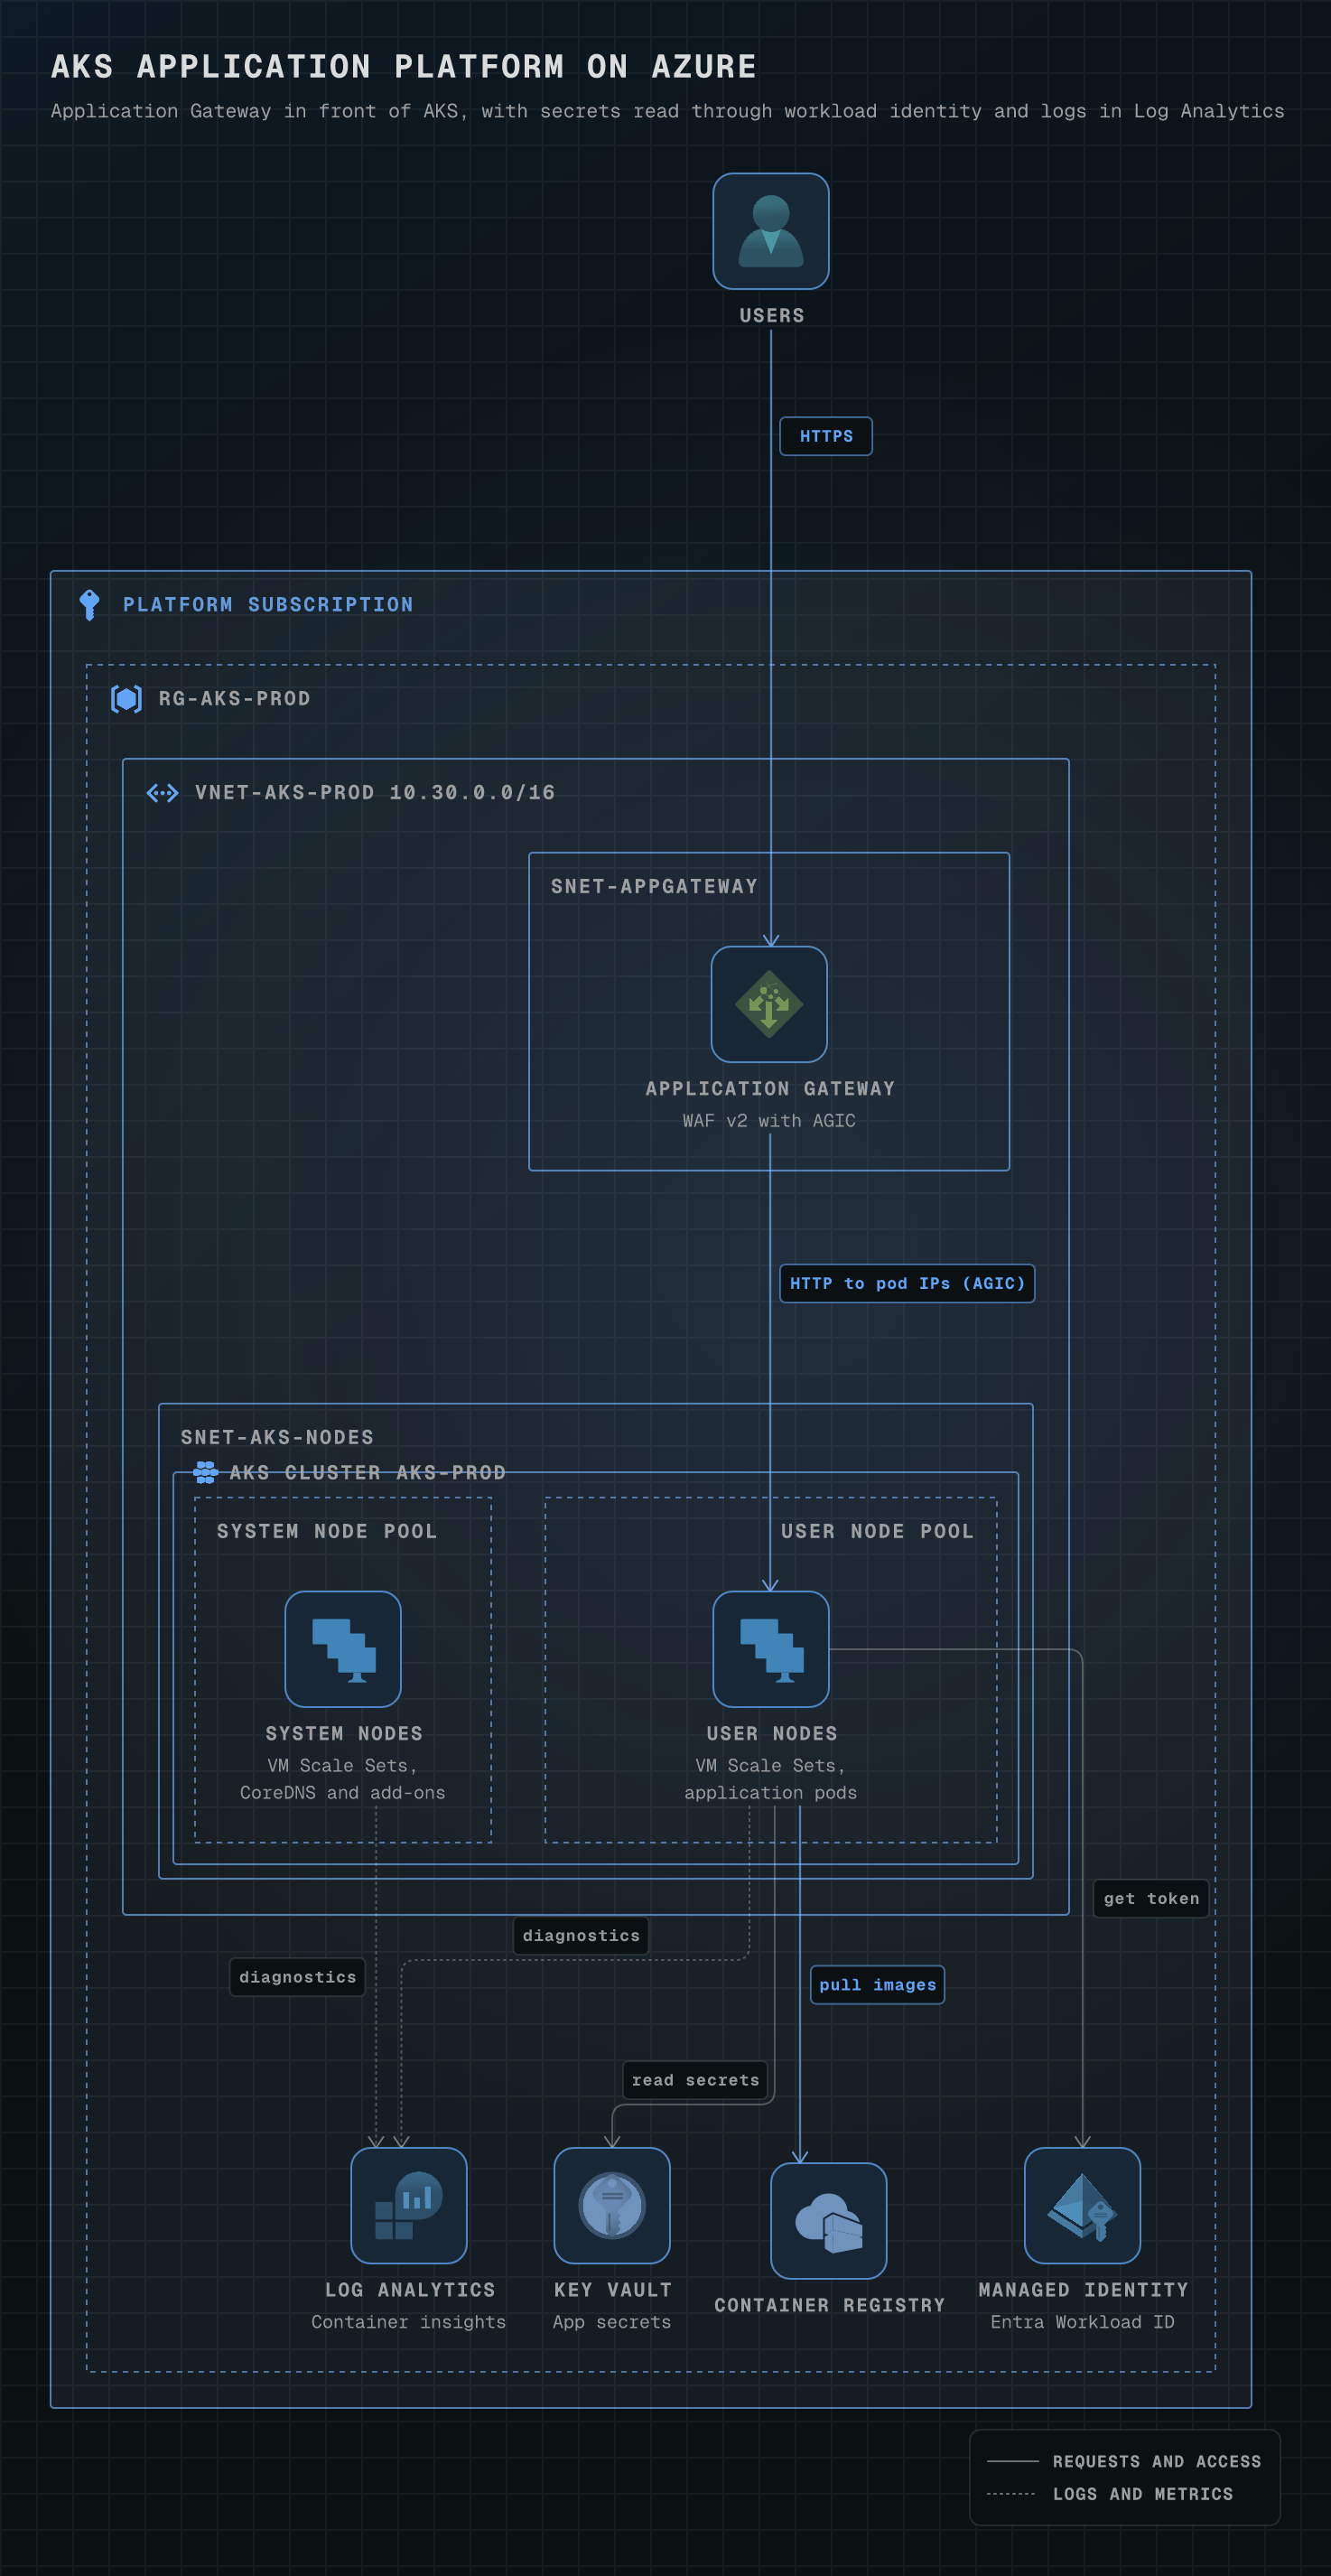 AKS APPLICATION PLATFORM ON AZURE
Application Gateway in front of AKS, with secrets read through workload identity and logs in Log Analytics
USERS
HTTPS
PLATFORM SUBSCRIPTION
RG-AKS-PROD
VNET-AKS-PROD 10.30.0.0/16
SNET-APPGATEWAY
APPLICATION GATEWAY
WAF v2 with AGIC
HTTP to pod IPs (AGIC)
SNET-AKS-NODES
AKS CLUSTER AKS-PROD
SYSTEM NODE POOL
USER NODE POOL
SYSTEM NODES
VM Scale Sets,
CoreDNS and add-ons
USER NODES
VM Scale Sets,
application pods
get token
diagnostics
diagnostics
pull images
read secrets
LOG ANALYTICS
Container insights
KEY VAULT
App secrets
CONTAINER REGISTRY
MANAGED IDENTITY
Entra Workload ID
REQUESTS AND ACCESS
LOGS AND METRICS